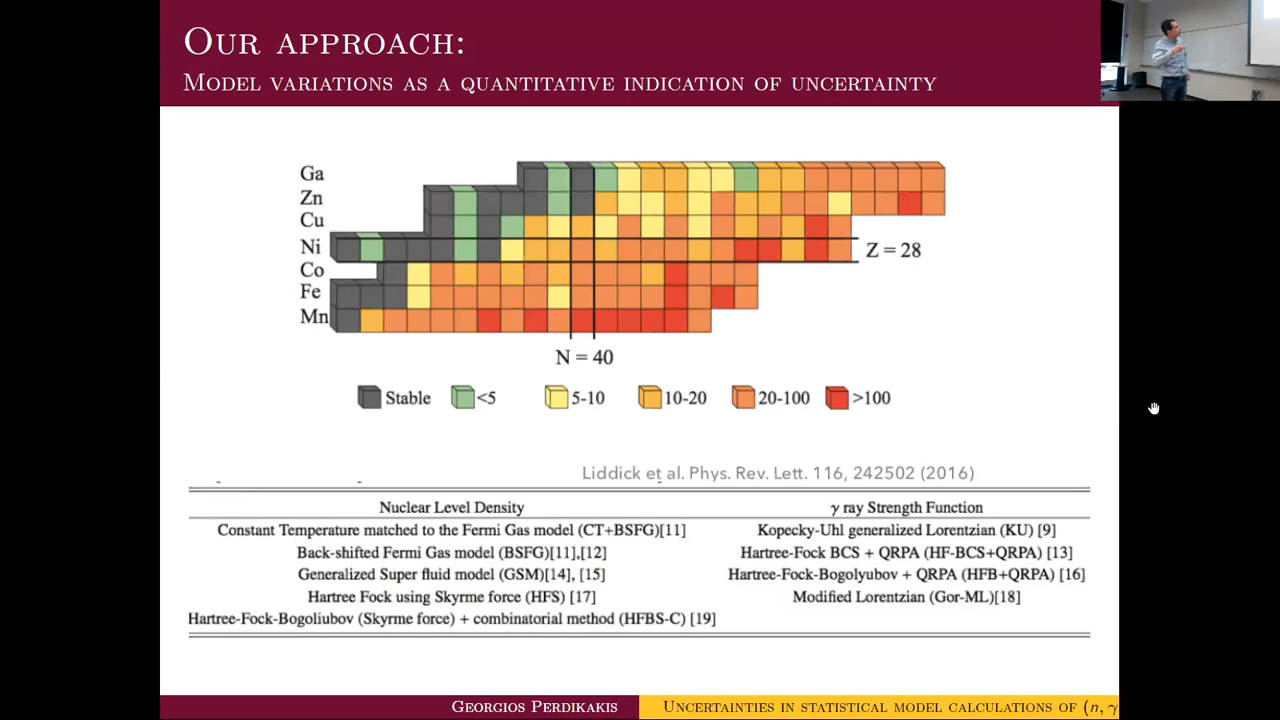 Our approach:
Model variations as a quantitative indication of uncertainty
Ga
Zn
Cu
Ni
Z = 28
Co
Fe
Mn
N = 40
Stable <5 5-10 10-20 20-100 >100
Liddick et al. Phys. Rev. Lett. 116, 242502 (2016)
Nuclear Level Density γ ray Strength Function
Constant Temperature matched to the Fermi Gas model (CT+BSFG)[11] Kopecky-Uhl generalized Lorentzian (KU) [9]
Back-shifted Fermi Gas model (BSFG)[11],[12] Hartree-Fock BCS + QRPA (HF-BCS+QRPA) [13]
Generalized Super fluid model (GSM)[14], [15] Hartree-Fock-Bogolyubov + QRPA (HFB+QRPA) [16]
Hartree Fock using Skyrme force (HFS) [17] Modified Lorentzian (Gor-ML)[18]
Hartree-Fock-Bogoliubov (Skyrme force) + combinatorial method (HFBS-C) [19]
Georgios Perdikakis Uncertainties in statistical model calculations of (n, γ